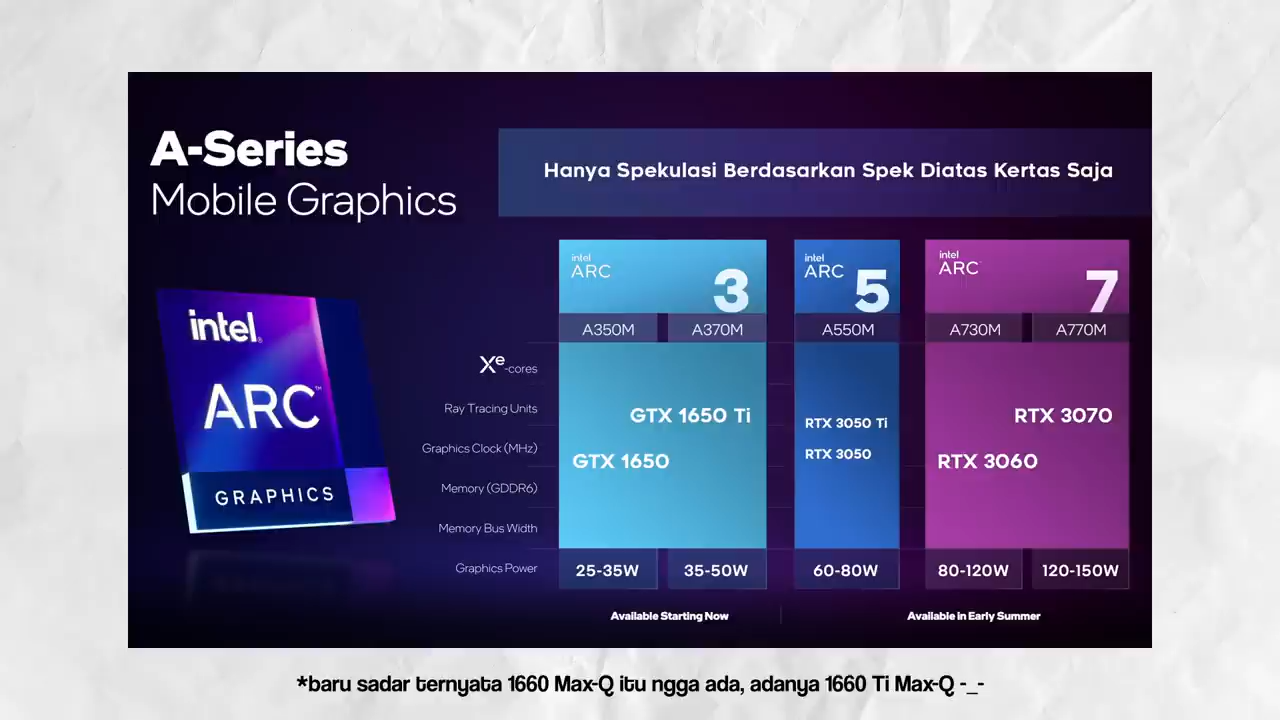 A-Series
Mobile Graphics
Hanya Spekulasi Berdasarkan Spek Diatas Kertas Saja
intel ARC 3
intel ARC 5
intel ARC 7
A350M A370M A550M A730M A770M
intel.
ARC™
GRAPHICS
Xe-cores
Ray Tracing Units
Graphics Clock (MHz)
Memory (GDDR6)
Memory Bus Width
Graphics Power
GTX 1650 Ti
GTX 1650
RTX 3050 Ti
RTX 3050
RTX 3070
RTX 3060
25-35W 35-50W 60-80W 80-120W 120-150W
Available Starting Now
Available in Early Summer
*baru sadar ternyata 1660 Max-Q itu ngga ada, adanya 1660 Ti Max-Q -_-